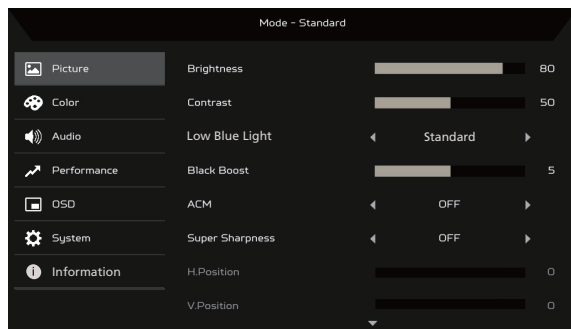 Mode - Standard
Picture
Brightness 80
Color
Contrast 50
Audio
Low Blue Light Standard
Performance
Black Boost 5
OSD
ACM OFF
System
Super Sharpness OFF
Information
H.Position 0
V.Position 0